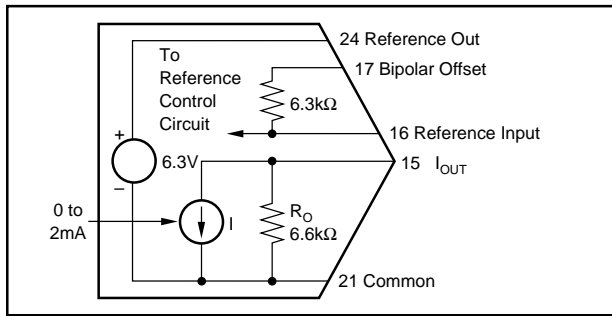 24 Reference Out
17 Bipolar Offset
To
Reference
Control
Circuit
6.3kΩ
16 Reference Input
+
6.3V
–
15 I_OUT
0 to
2mA
I
R_O
6.6kΩ
21 Common